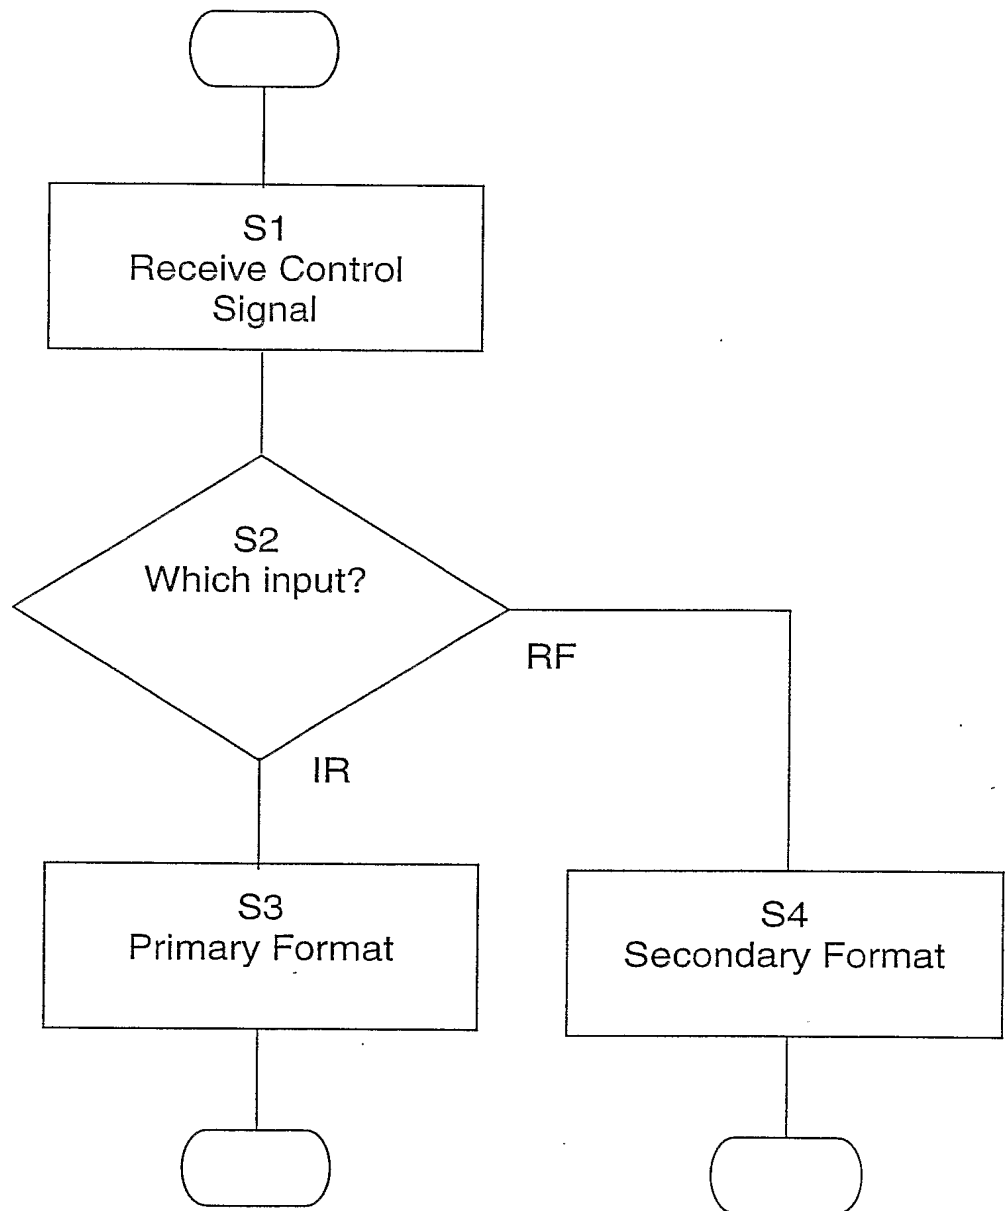 S1
Receive Control
Signal
S2
Which input?
RF
IR
S3
Primary Format
S4
Secondary Format